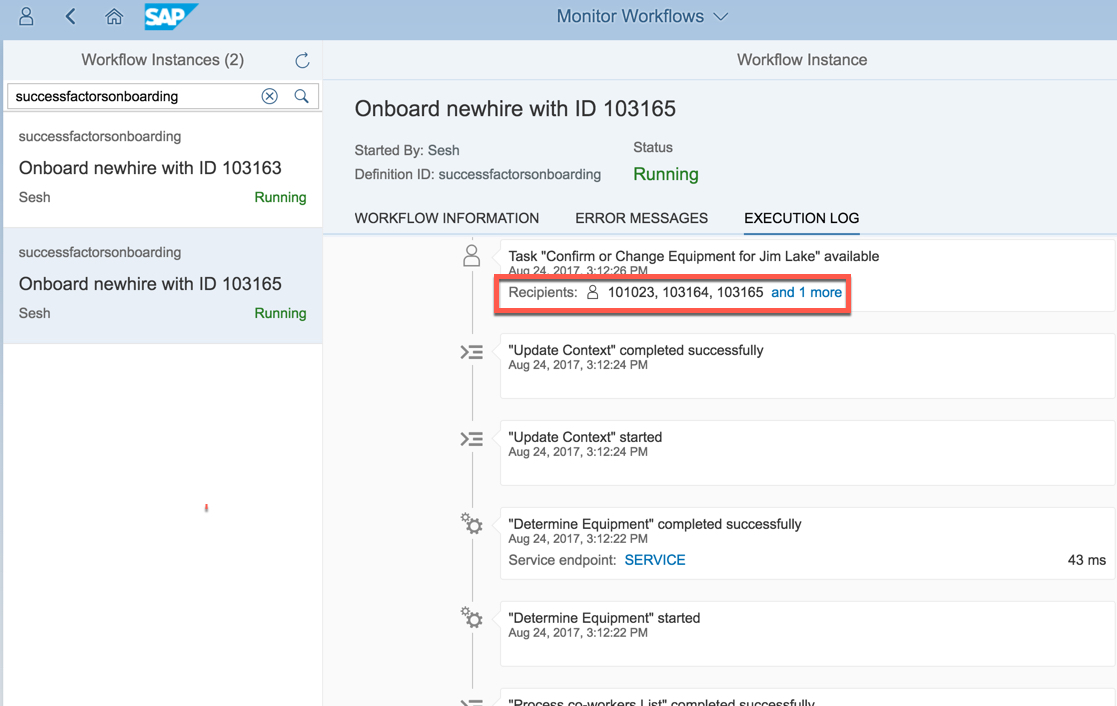 SAP
Monitor Workflows
Workflow Instances (2)
successfactorsonboarding
successfactorsonboarding
Onboard newhire with ID 103163
Sesh
Running
successfactorsonboarding
Onboard newhire with ID 103165
Sesh
Running
Workflow Instance
Onboard newhire with ID 103165
Started By: Sesh
Definition ID: successfactorsonboarding
Status
Running
WORKFLOW INFORMATION
ERROR MESSAGES
EXECUTION LOG
Task "Confirm or Change Equipment for Jim Lake" available
Aug 24, 2017, 3:12:26 PM
Recipients: 101023, 103164, 103165 and 1 more
"Update Context" completed successfully
Aug 24, 2017, 3:12:24 PM
"Update Context" started
Aug 24, 2017, 3:12:24 PM
"Determine Equipment" completed successfully
Aug 24, 2017, 3:12:22 PM
Service endpoint: SERVICE 43 ms
"Determine Equipment" started
Aug 24, 2017, 3:12:22 PM
"Process co-workers List" completed successfully